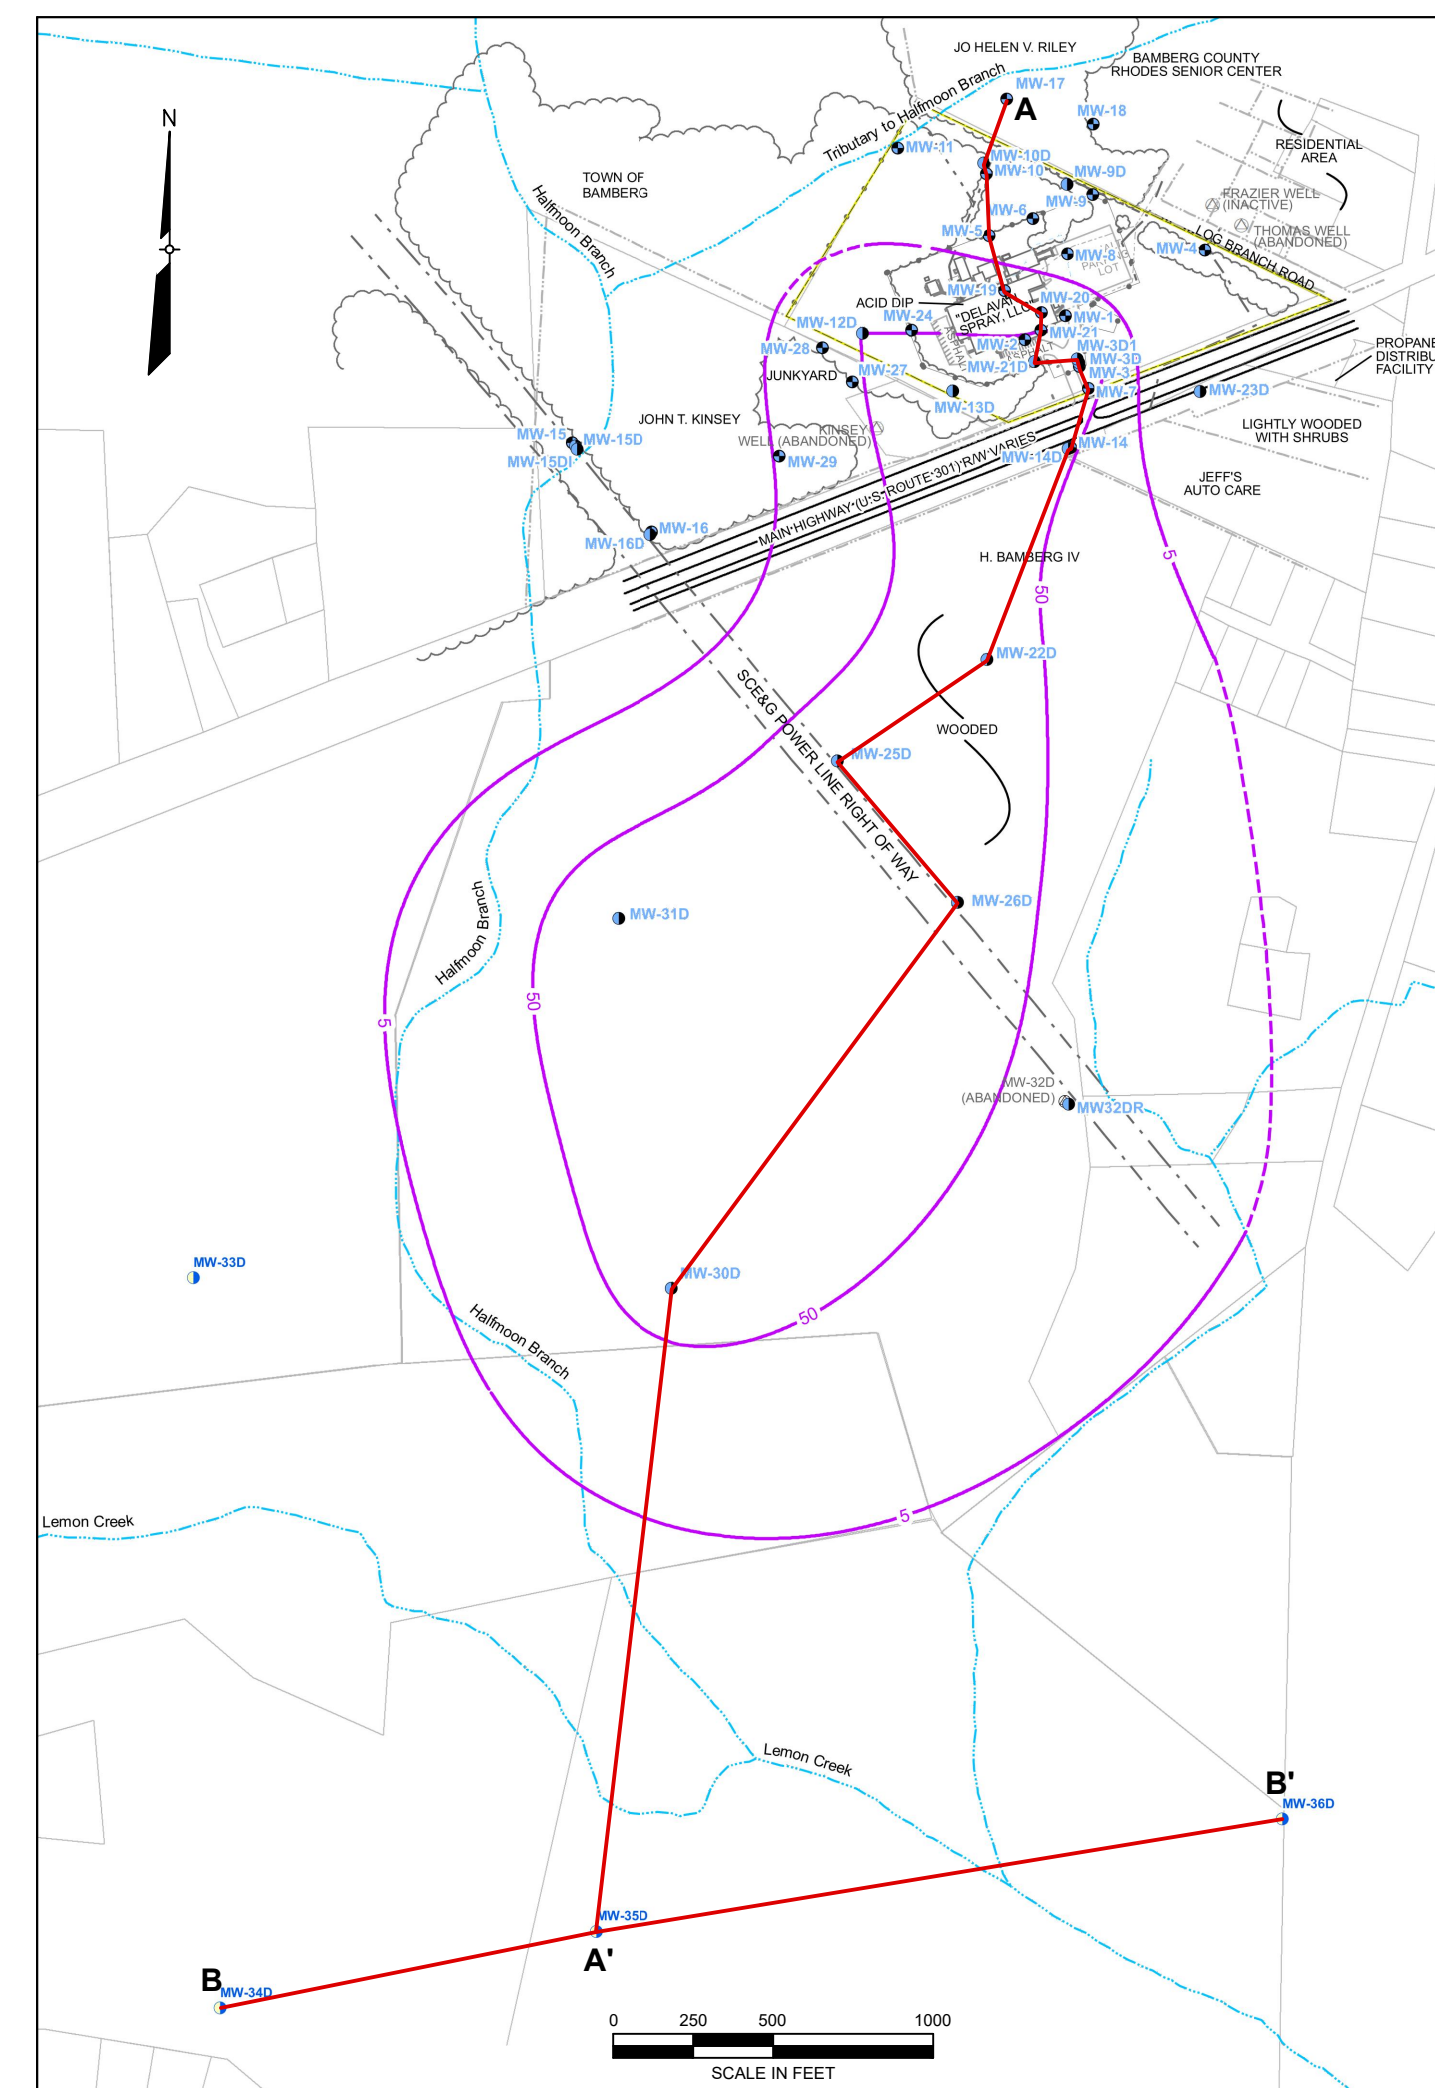 JO HELEN V. RILEY
BAMBERG COUNTY
RHODES SENIOR CENTER
N
MW-17
A
MW-18
Tributary to Halfmoon Branch
RESIDENTIAL
AREA
MW-11
MW-10D
MW-10
MW-9D
MW-9
TOWN OF
BAMBERG
FRAZIER WELL
(INACTIVE)
MW-6
THOMAS WELL
(ABANDONED)
MW-5
MW-4
LOG BRANCH ROAD
Halfmoon Branch
MW-8
LOT
MW-19
ACID DIP
"DELAVAN
SPRAY, LLC"
MW-20
MW-1
MW-12D
MW-24
MW-21
MW-2
ASPHALT
ASPHALT
MW-28
MW-21D
MW-3D1
MW-3D
MW-3
PROPANE
DISTRIBU
FACILITY
JUNKYARD
MW-27
MW-7
MW-23D
MW-13D
JOHN T. KINSEY
KINSEY
WELL (ABANDONED)
LIGHTLY WOODED
WITH SHRUBS
MW-15
MW-15D
MW-15DI
MW-29
MW-14
MW-14D
MAIN HIGHWAY (U.S. ROUTE 301) R/W VARIES
JEFF'S
AUTO CARE
MW-16
MW-16D
H. BAMBERG IV
5
50
MW-22D
SCE&G POWER LINE RIGHT OF WAY
WOODED
MW-25D
MW-26D
MW-31D
Halfmoon Branch
50
5
MW-32D
(ABANDONED)
MW32DR
MW-33D
MW-30D
50
Halfmoon Branch
5
Lemon Creek
Lemon Creek
B'
MW-36D
MW-35D
A'
B
MW-34D
0 250 500 1000
SCALE IN FEET